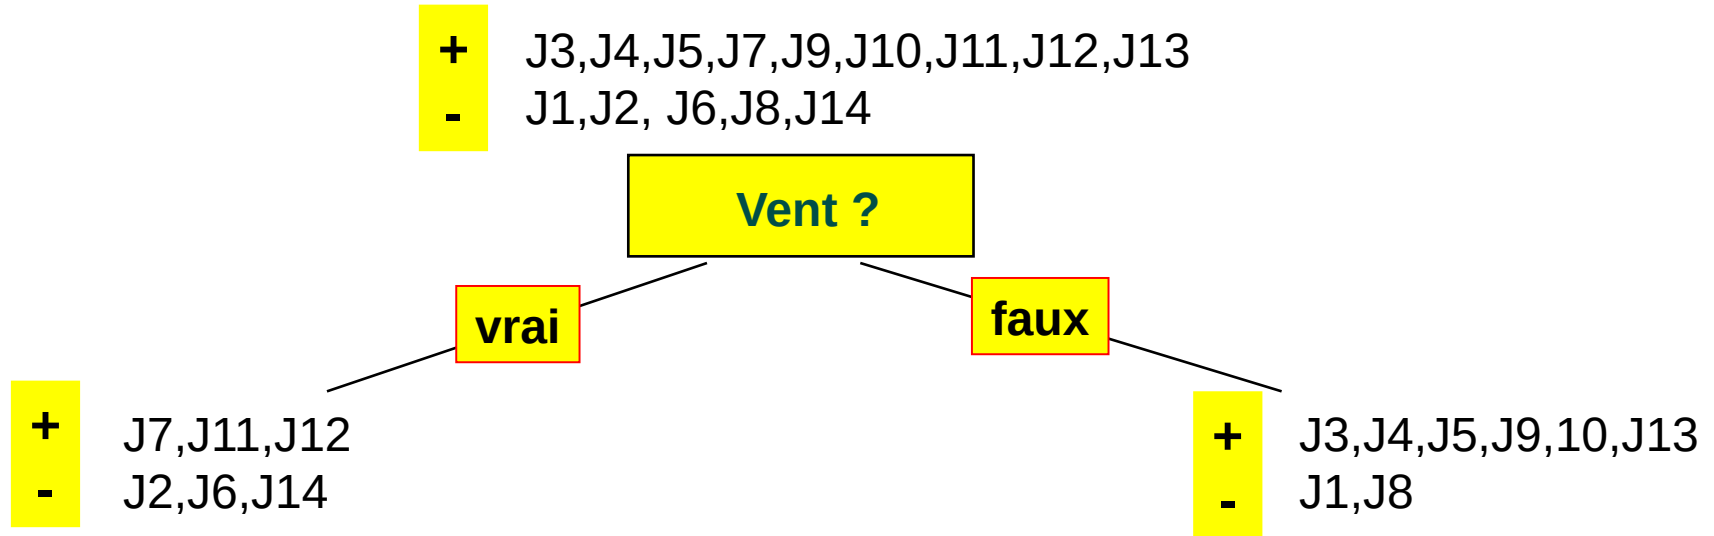 + J3,J4,J5,J7,J9,J10,J11,J12,J13
- J1,J2, J6,J8,J14
Vent ?
vrai
faux
+ J7,J11,J12
- J2,J6,J14
+ J3,J4,J5,J9,10,J13
- J1,J8